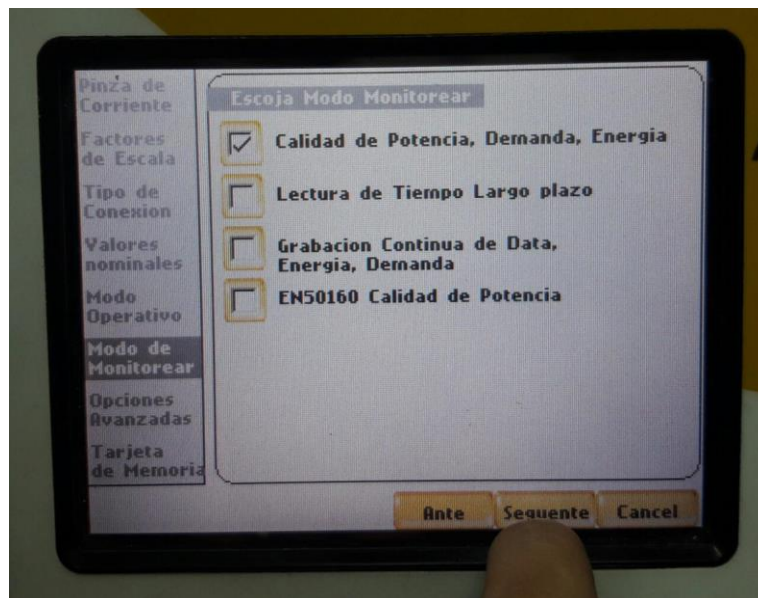 Pinza de
Corriente
Factores
de Escala
Tipo de
Conexion
Valores
nominales
Modo
Operativo
Modo de
Monitorear
Opciones
Avanzadas
Tarjeta
de Memoria
Escoja Modo Monitorear
Calidad de Potencia, Demanda, Energia
Lectura de Tiempo Largo plazo
Grabacion Continua de Data,
Energia, Demanda
EN50160 Calidad de Potencia
Ante Sequente Cancel